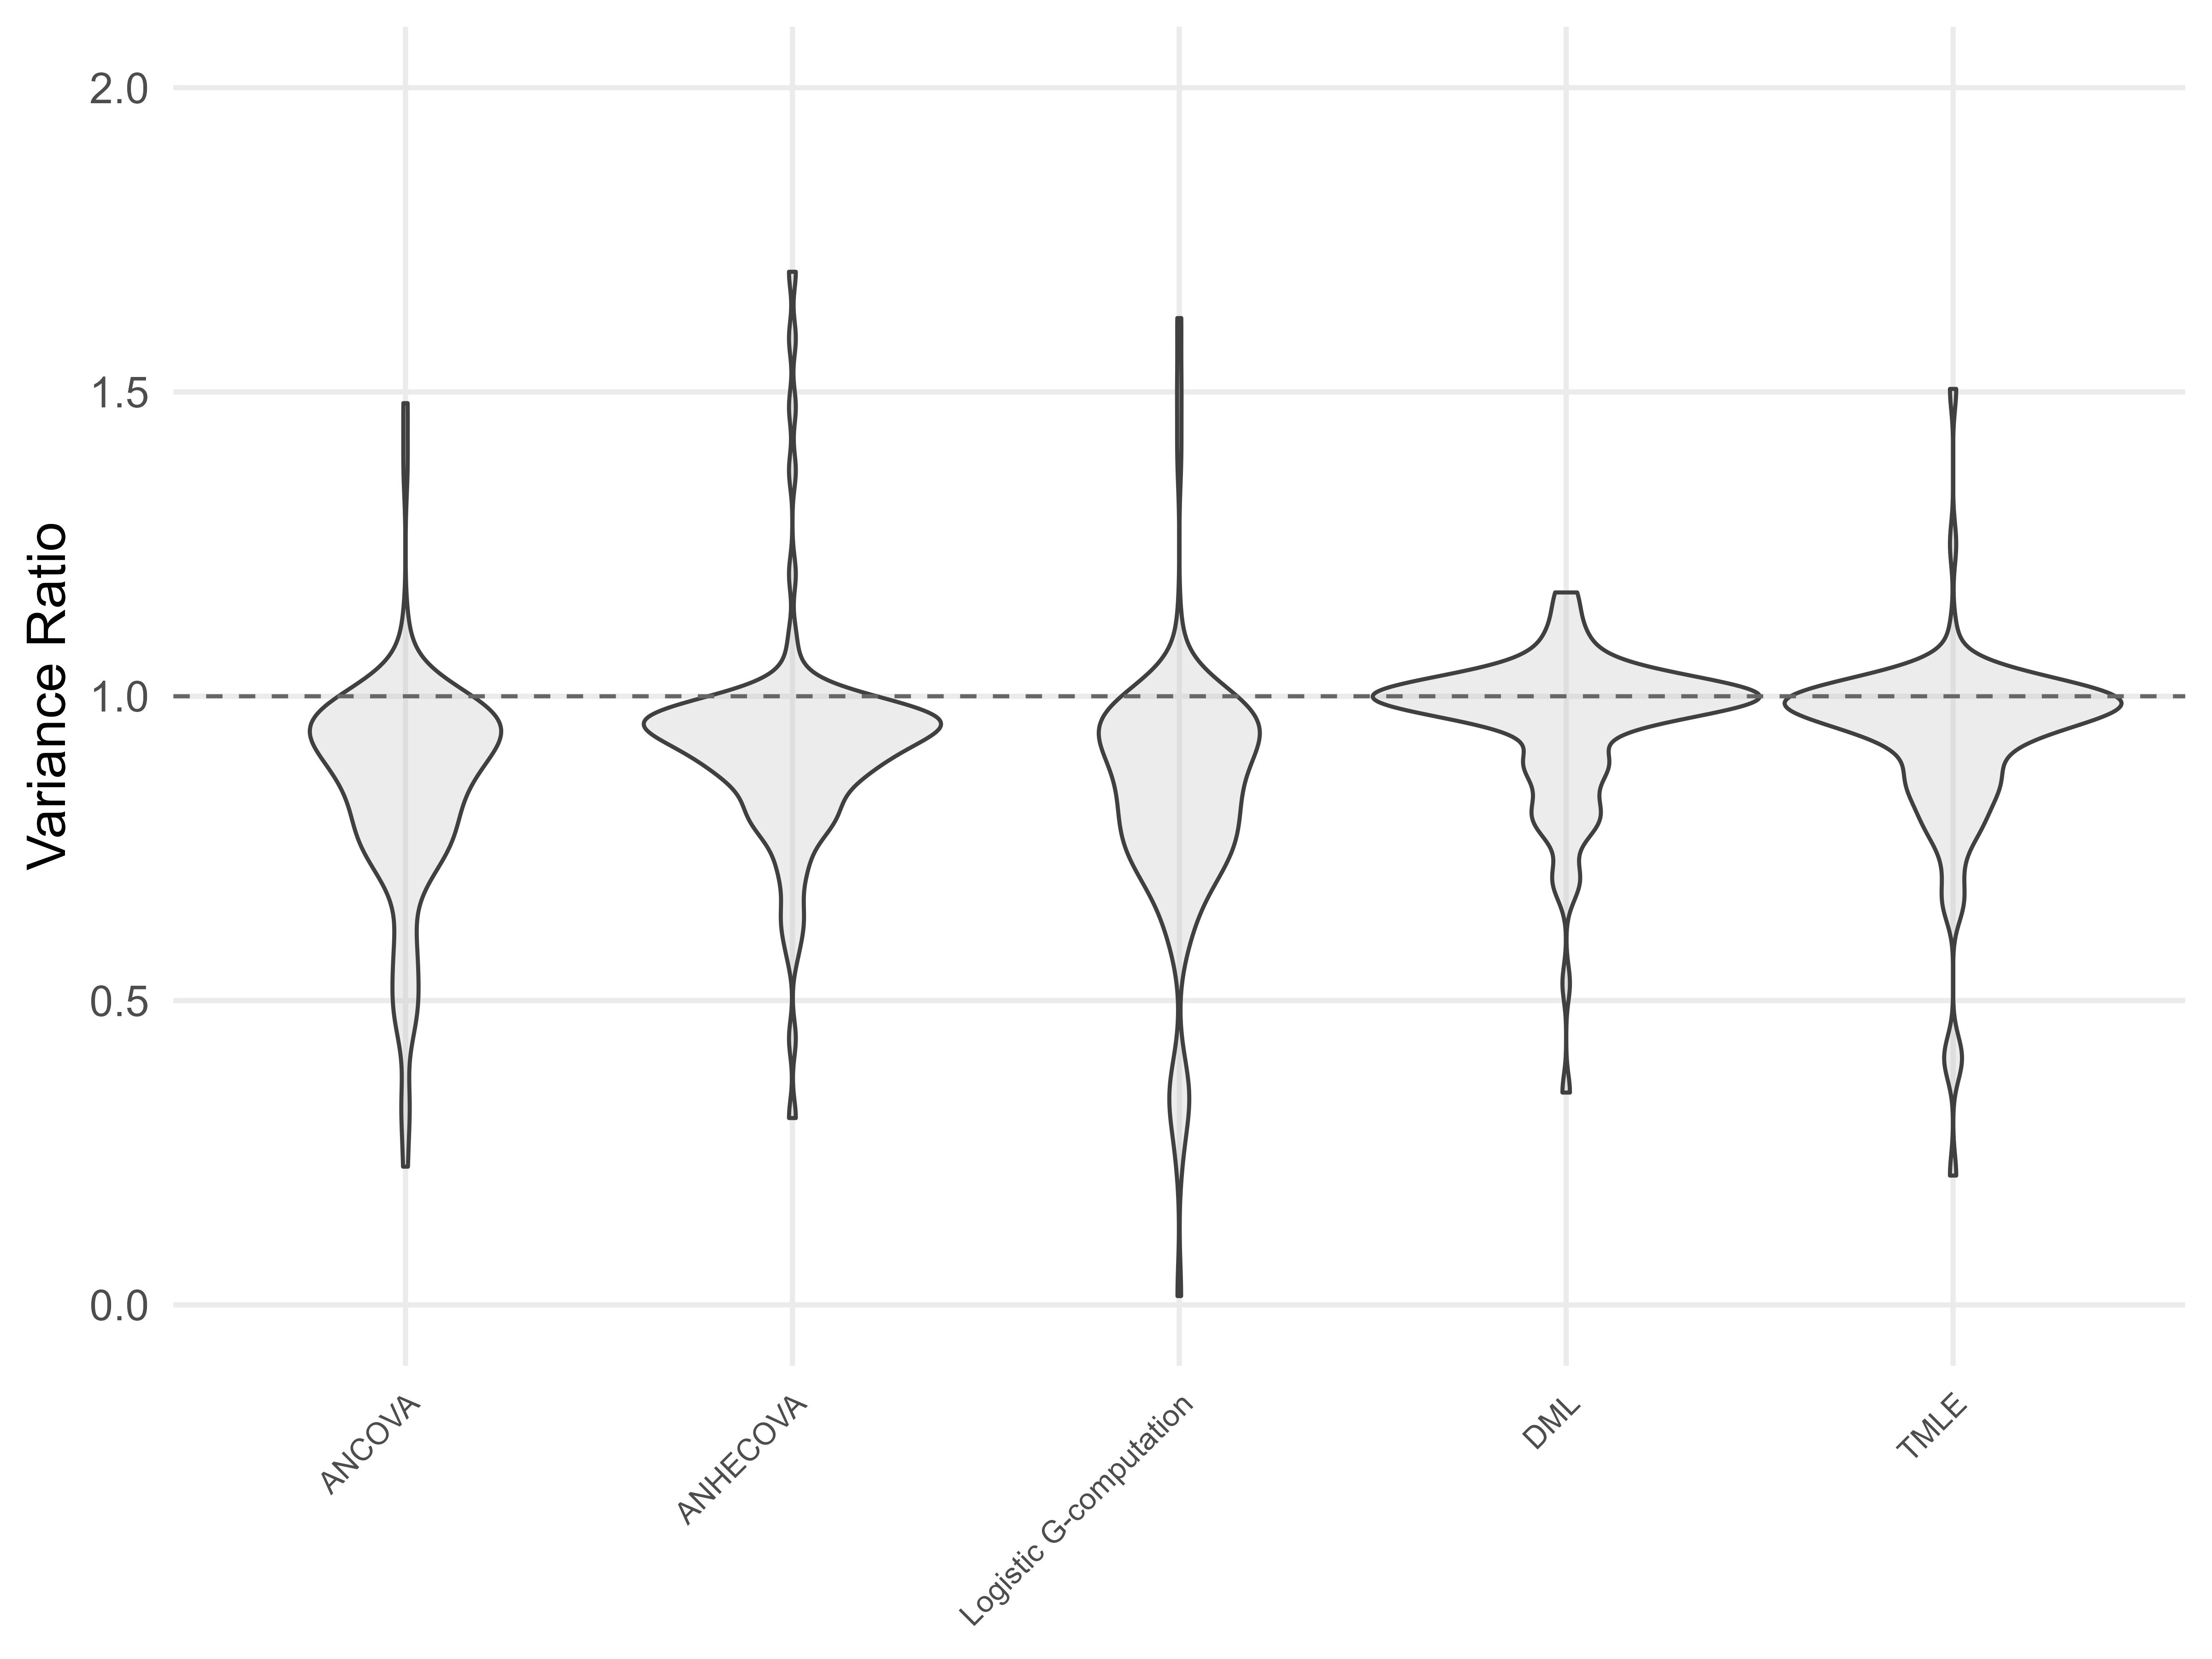 Variance Ratio
2.0
1.5
1.0
0.5
0.0
ANCOVA
ANHECOVA
Logistic G-computation
DML
TMLE